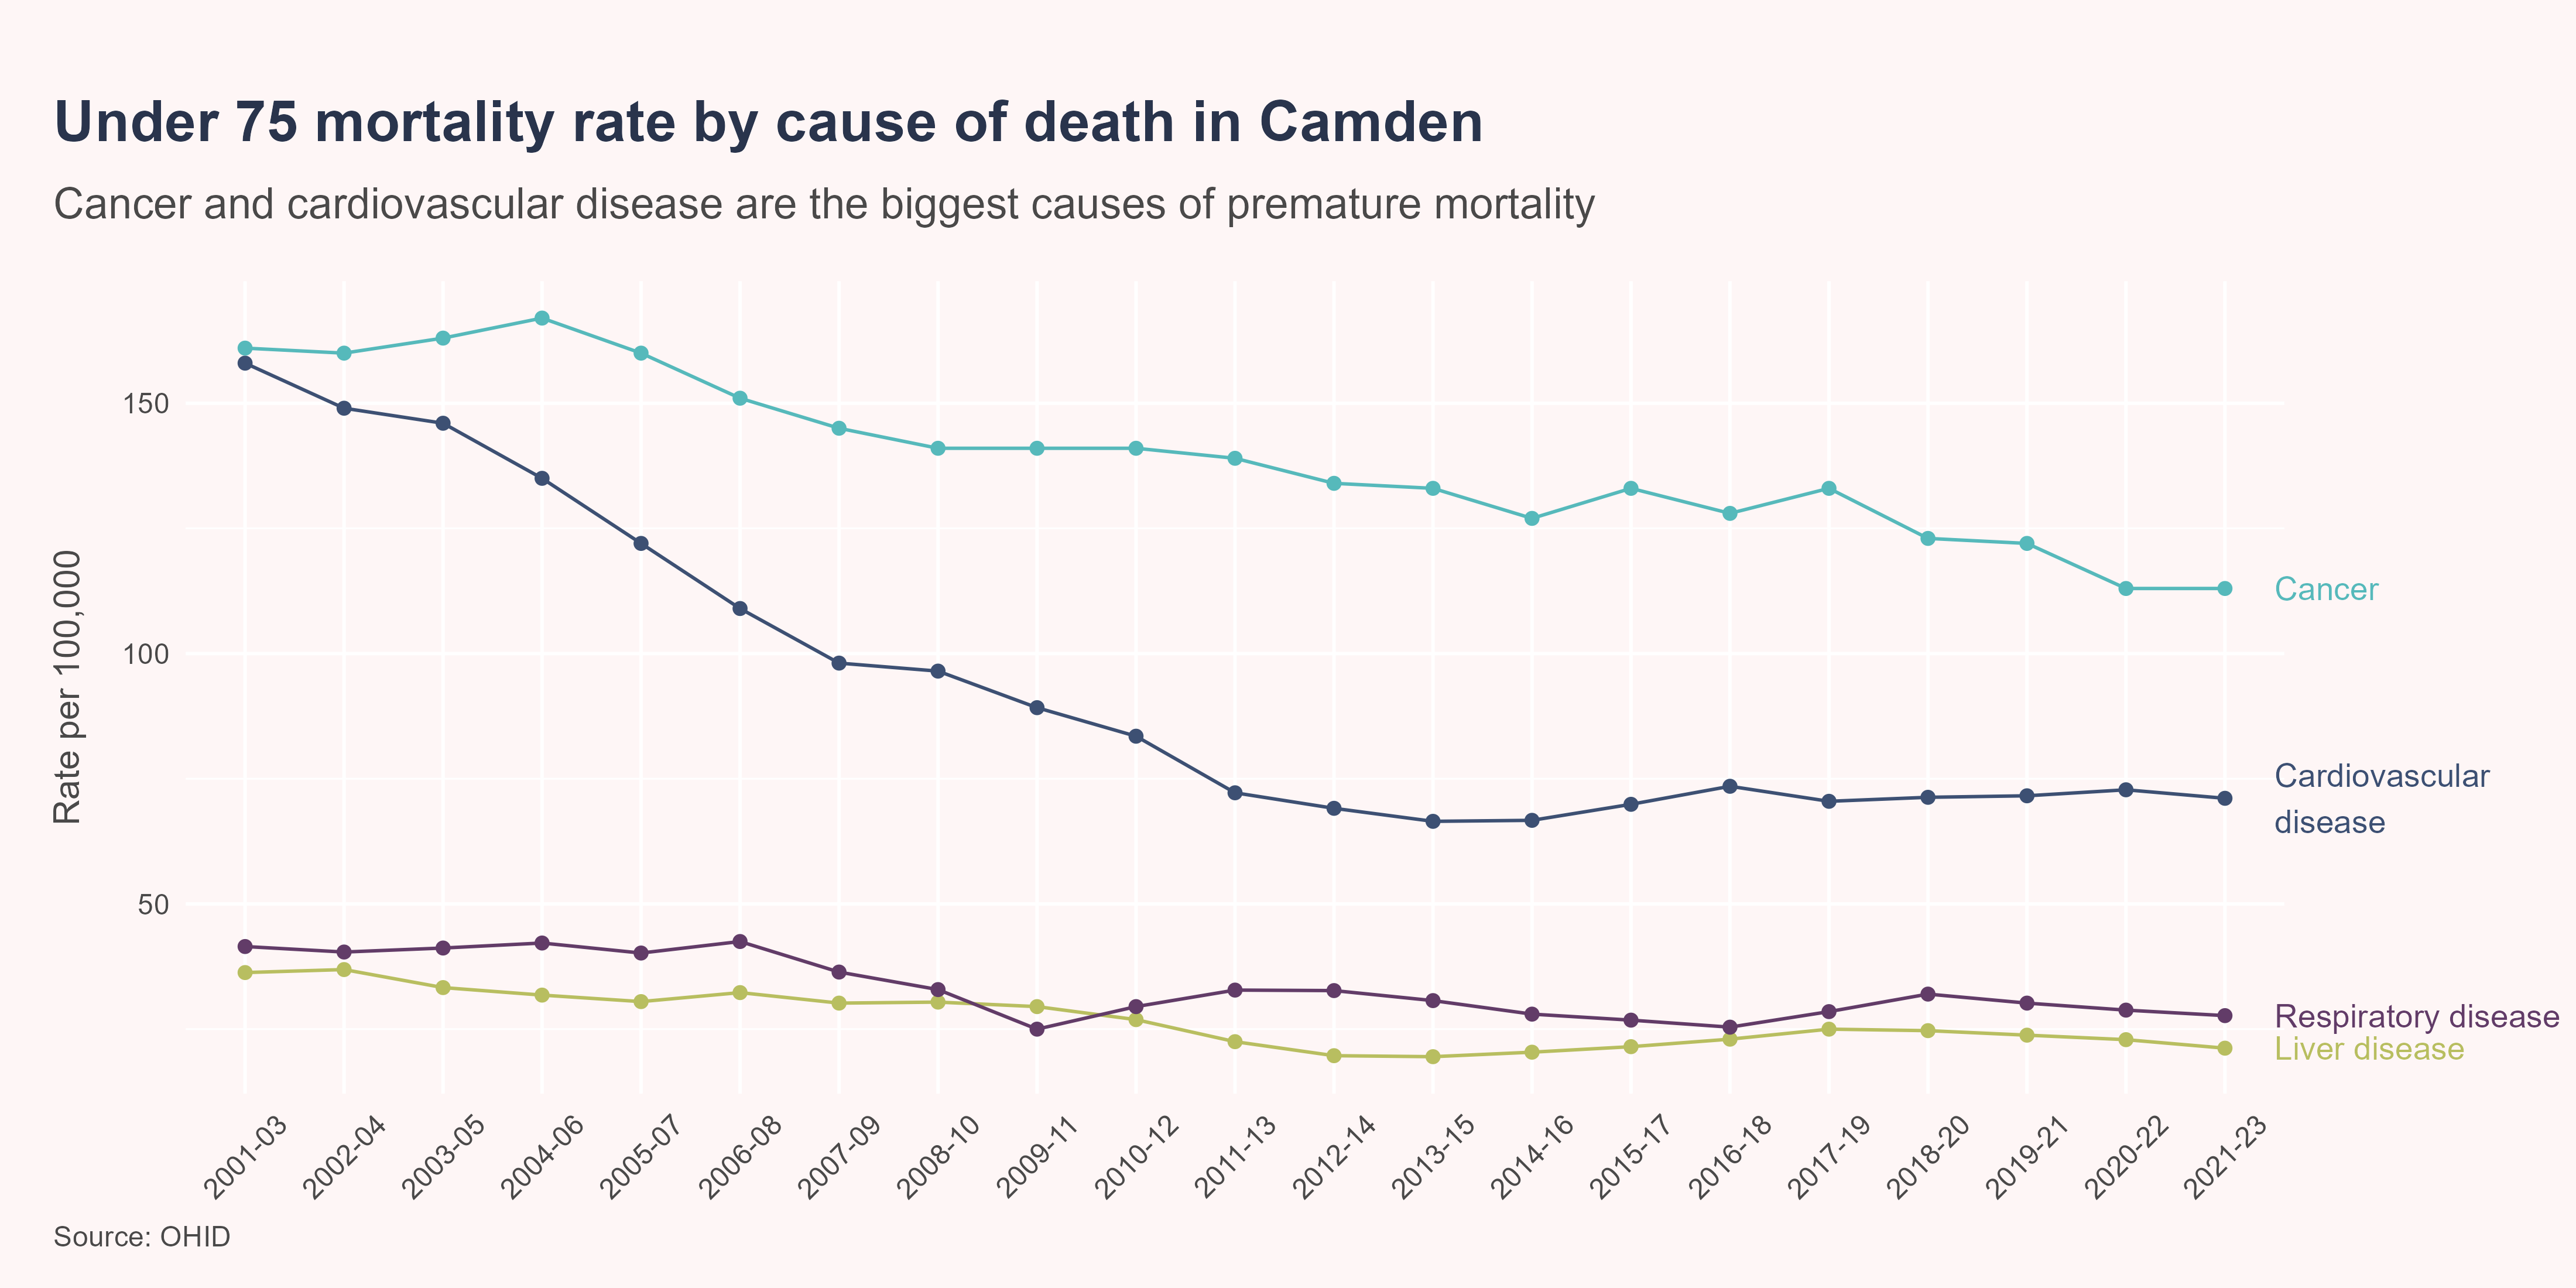 Under 75 mortality rate by cause of death in Camden
Cancer and cardiovascular disease are the biggest causes of premature mortality
Rate per 100,000
150
100
50
Cancer
Cardiovascular
disease
Respiratory disease
Liver disease
2001-03
2002-04
2003-05
2004-06
2005-07
2006-08
2007-09
2008-10
2009-11
2010-12
2011-13
2012-14
2013-15
2014-16
2015-17
2016-18
2017-19
2018-20
2019-21
2020-22
2021-23
Source: OHID